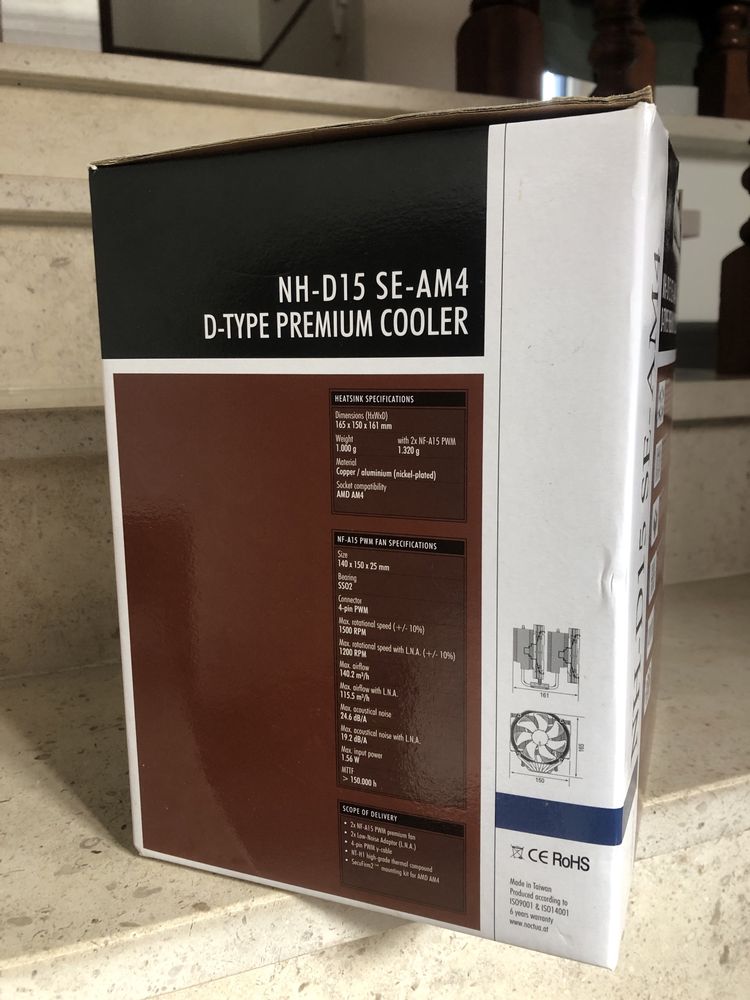 NH-D15 SE-AM4
D-TYPE PREMIUM COOLER
HEATSINK SPECIFICATIONS
Dimensions (HxWxD)
165 x 150 x 161 mm
Weight with 2x NF-A15 PWM
1.000 g 1.320 g
Material
Copper / aluminium (nickel-plated)
Socket compatibility
AMD AM4
NF-A15 PWM FAN SPECIFICATIONS
Size
140 x 150 x 25 mm
Bearing
SSO2
Connector
4-pin PWM
Max. rotational speed (+/- 10%)
1500 RPM
Max. rotational speed with L.N.A. (+/- 10%)
1200 RPM
Max. airflow
140.2 m³/h
Max. airflow with L.N.A.
115.5 m³/h
Max. acoustical noise
24.6 dB/A
Max. acoustical noise with L.N.A.
19.2 dB/A
Max. input power
1.56 W
MTTF
> 150.000 h
SCOPE OF DELIVERY
• 2x NF-A15 PWM premium fan
• 2x Low-Noise Adaptor (L.N.A.)
• 4-pin PWM y-cable
• NT-H1 high-grade thermal compound
• SecuFirm2™ mounting kit for AMD AM4
161
165
150
CE RoHS
Made in Taiwan
Produced according to
ISO9001 & ISO14001
6 years warranty
www.noctua.at
NH-D15 SE-AM4